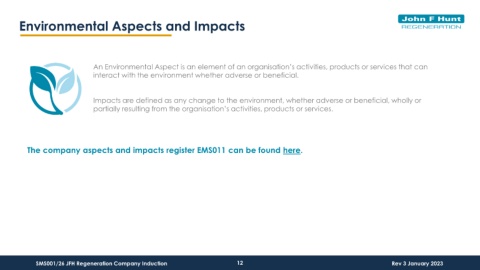 Environmental Aspects and Impacts
John F Hunt
REGENERATION
An Environmental Aspect is an element of an organisation's activities, products or services that can
interact with the environment whether adverse or beneficial.
Impacts are defined as any change to the environment, whether adverse or beneficial, wholly or
partially resulting from the organisation's activities, products or services.
The company aspects and impacts register EMS011 can be found here.
SMS001/26 JFH Regeneration Company Induction
12
Rev 3 January 2023